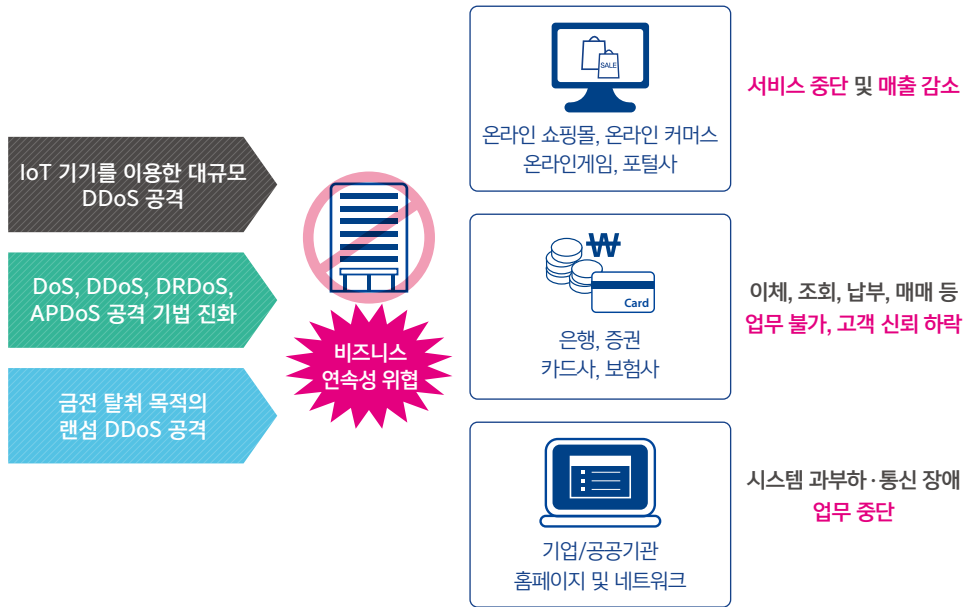 IoT 기기를 이용한 대규모
DDoS 공격
DoS, DDoS, DRDoS,
APDoS 공격 기법 진화
금전 탈취 목적의
랜섬 DDoS 공격
비즈니스
연속성 위협
SALE
온라인 쇼핑몰, 온라인 커머스
온라인게임, 포털사
서비스 중단 및 매출 감소
₩
Card
은행, 증권
카드사, 보험사
이체, 조회, 납부, 매매 등
업무 불가, 고객 신뢰 하락
기업/공공기관
홈페이지 및 네트워크
시스템 과부하·통신 장애
업무 중단